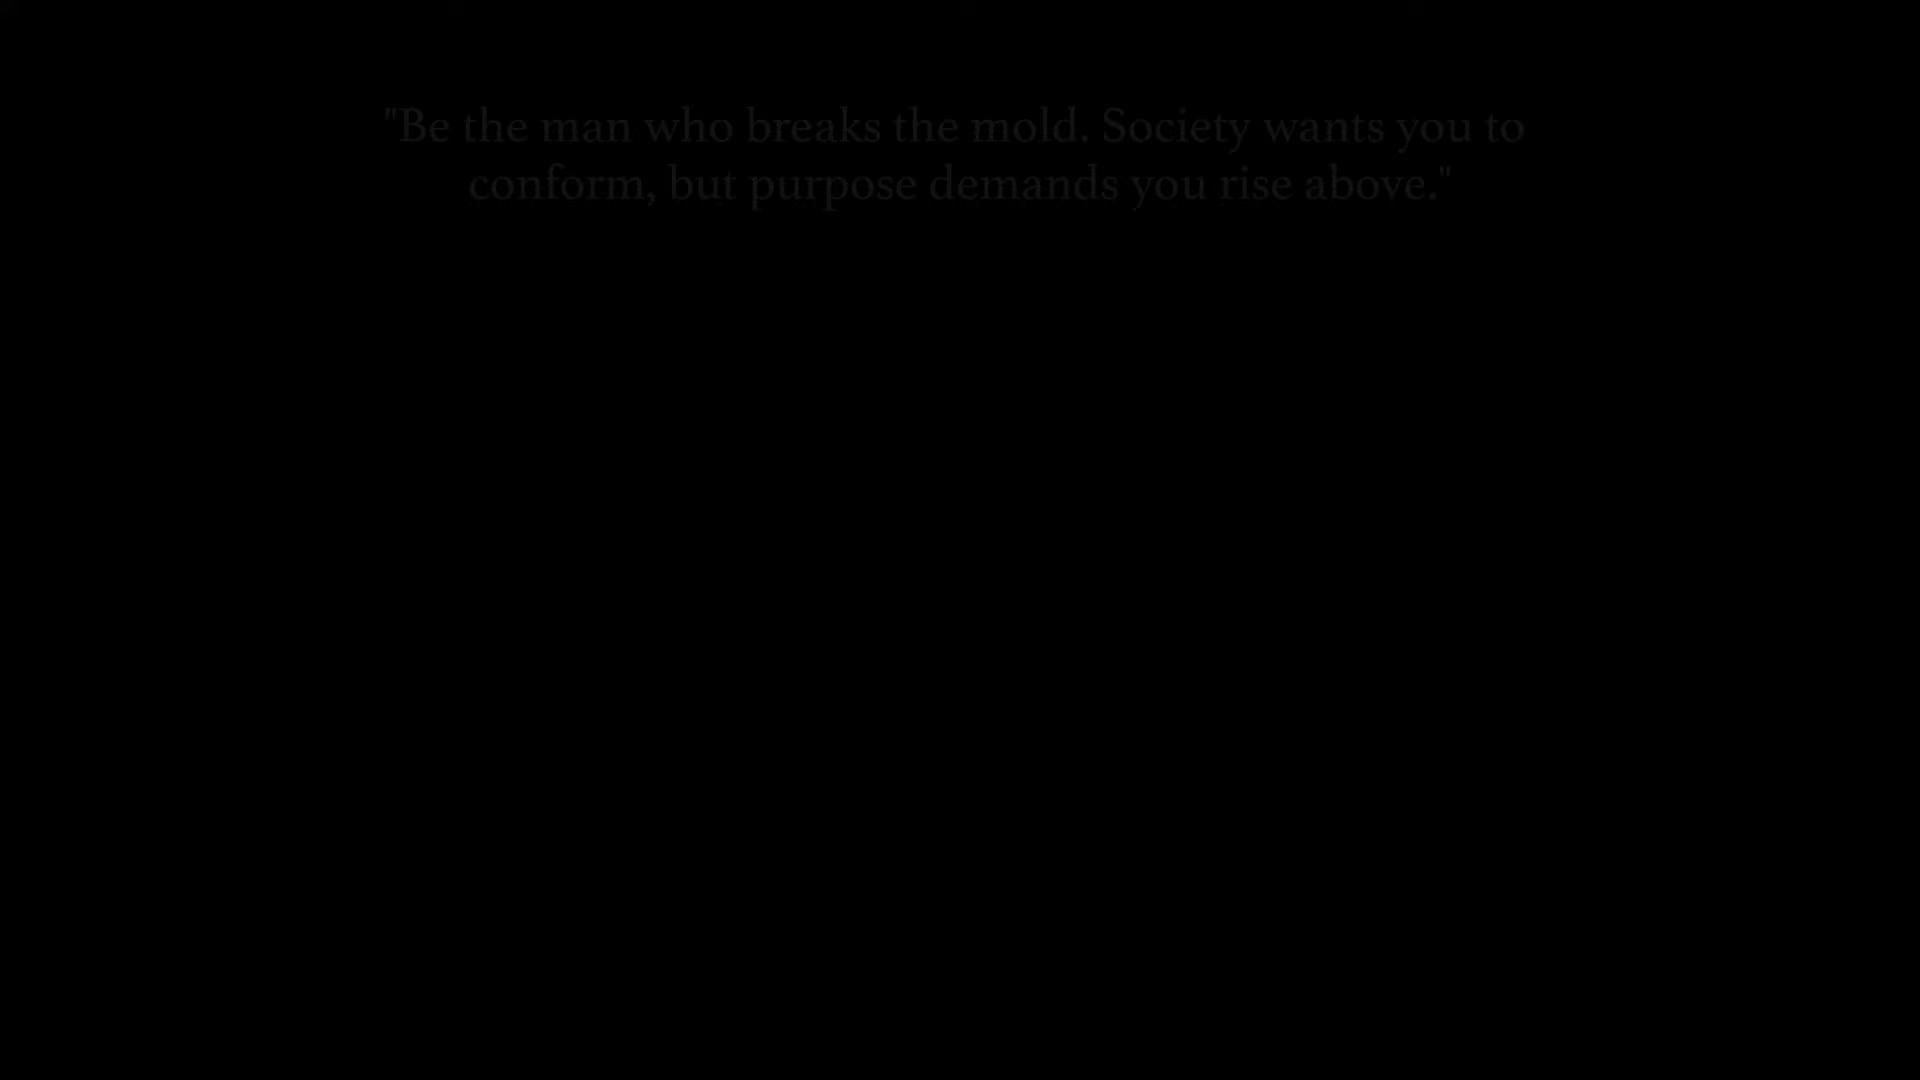 "Be the man who breaks the mold. Society wants you to
conform, but purpose demands you rise above."